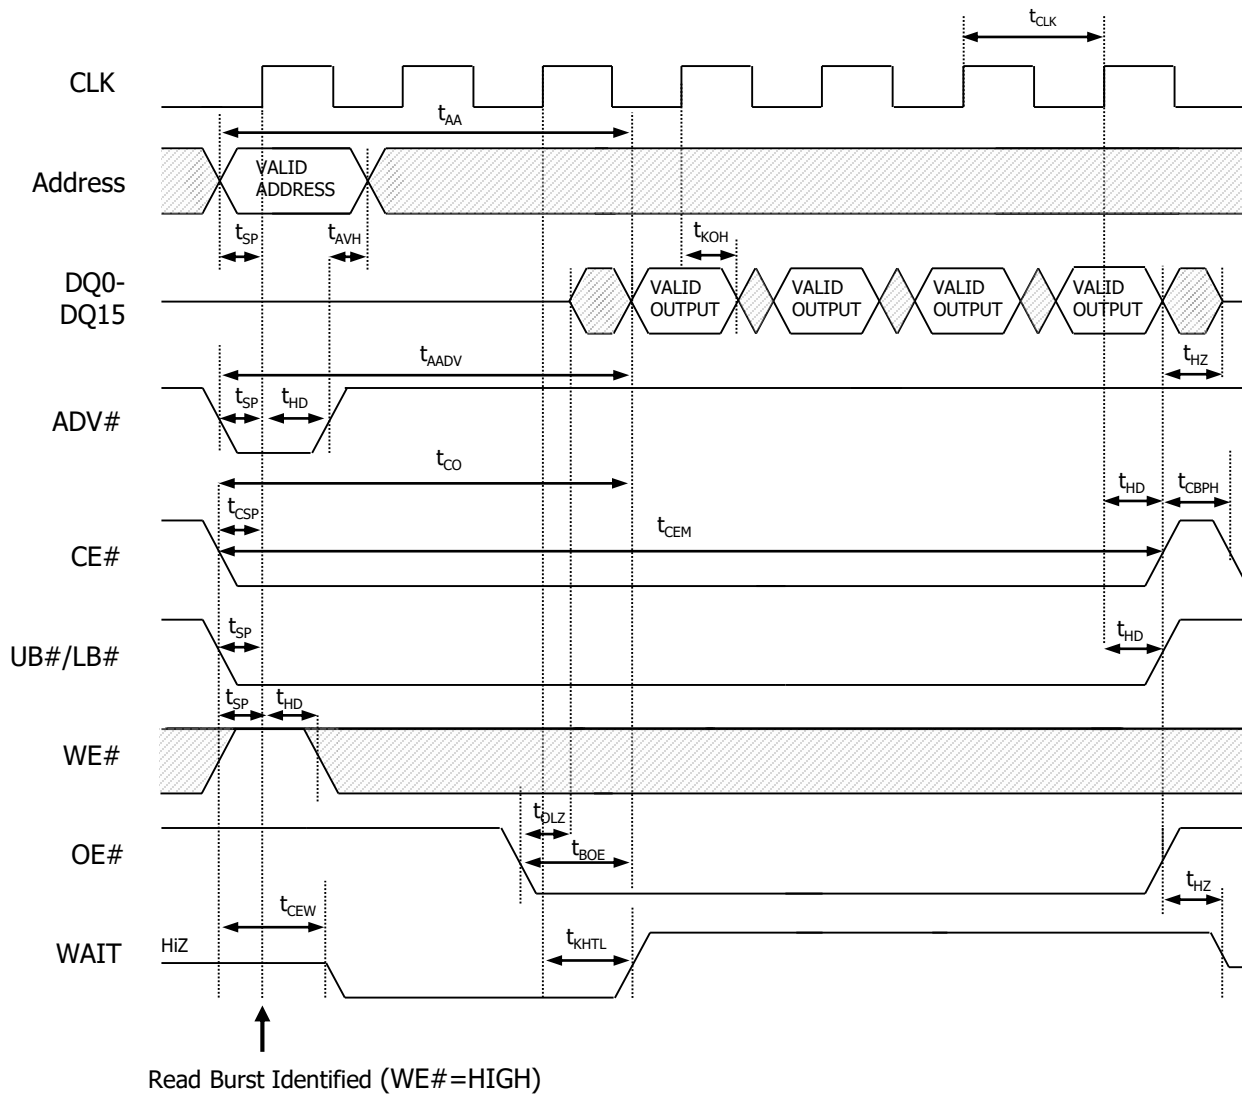 tCLK
CLK
tAA
Address
VALID
ADDRESS
tSP
tAVH
tKOH
DQ0-
DQ15
VALID
OUTPUT
VALID
OUTPUT
VALID
OUTPUT
VALID
OUTPUT
tAADV
tHZ
ADV#
tSP
tHD
tCO
tCSP
tHD
tCBPH
CE#
tCEM
UB#/LB#
tSP
tHD
tSP
tHD
WE#
tOLZ
OE#
tBOE
tHZ
tCEW
WAIT
HiZ
tKHTL
Read Burst Identified (WE#=HIGH)